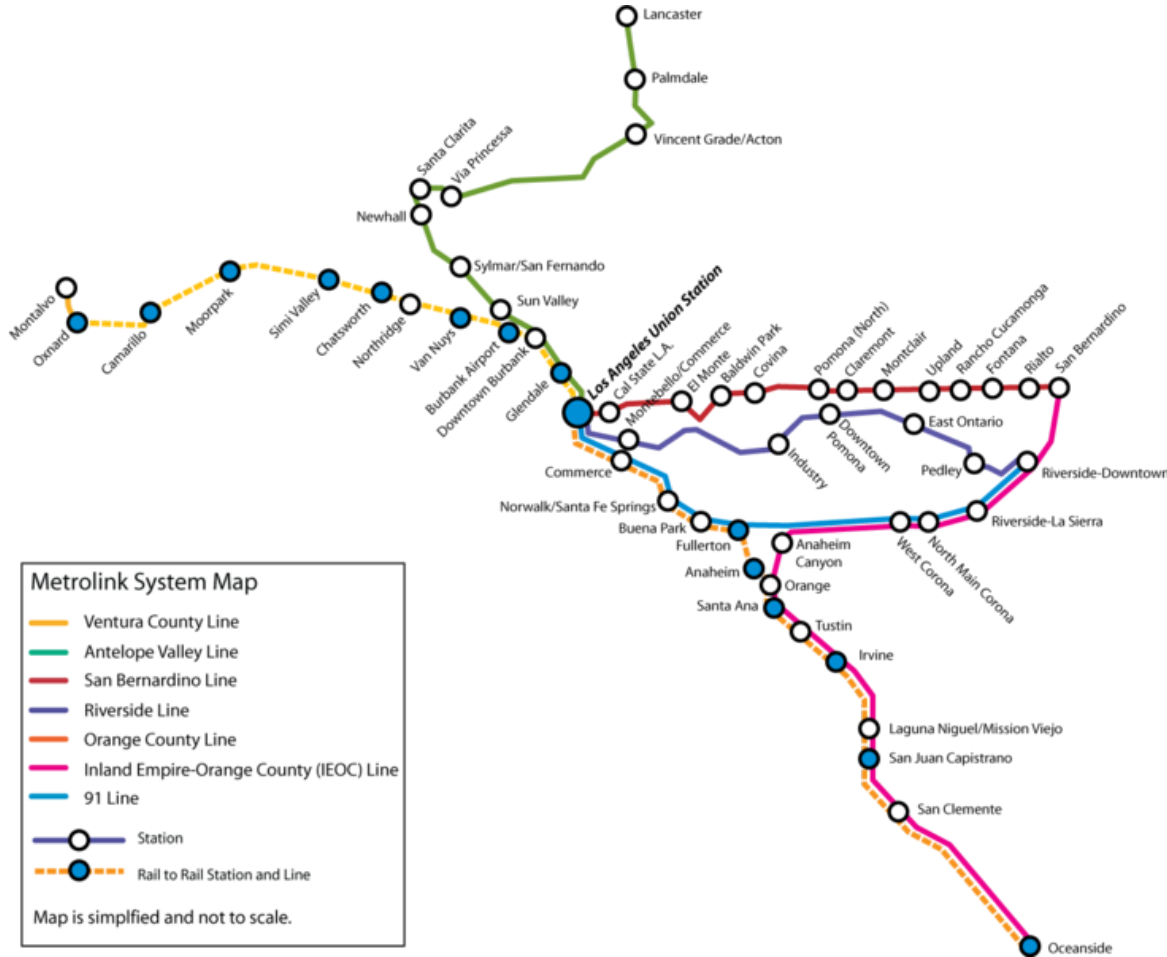 Lancaster
Palmdale
Vincent Grade/Acton
Santa Clarita
Via Princessa
Newhall
Sylmar/San Fernando
Sun Valley
Montalvo
Oxnard
Camarillo
Moorpark
Simi Valley
Chatsworth
Northridge
Van Nuys
Burbank Airport
Downtown Burbank
Glendale
Los Angeles Union Station
Cal State L.A.
Montebello/Commerce
El Monte
Baldwin Park
Covina
Pomona (North)
Claremont
Montclair
Upland
Rancho Cucamonga
Fontana
Rialto
San Bernardino
Industry
Downtown
Pomona
East Ontario
Pedley
Riverside-Downtown
Commerce
Norwalk/Santa Fe Springs
Buena Park
Fullerton
Anaheim
Canyon
West Corona
North Main Corona
Riverside-La Sierra
Anaheim
Orange
Santa Ana
Tustin
Irvine
Laguna Niguel/Mission Viejo
San Juan Capistrano
San Clemente
Oceanside
Metrolink System Map
Ventura County Line
Antelope Valley Line
San Bernardino Line
Riverside Line
Orange County Line
Inland Empire-Orange County (IEOC) Line
91 Line
Station
Rail to Rail Station and Line
Map is simplfied and not to scale.